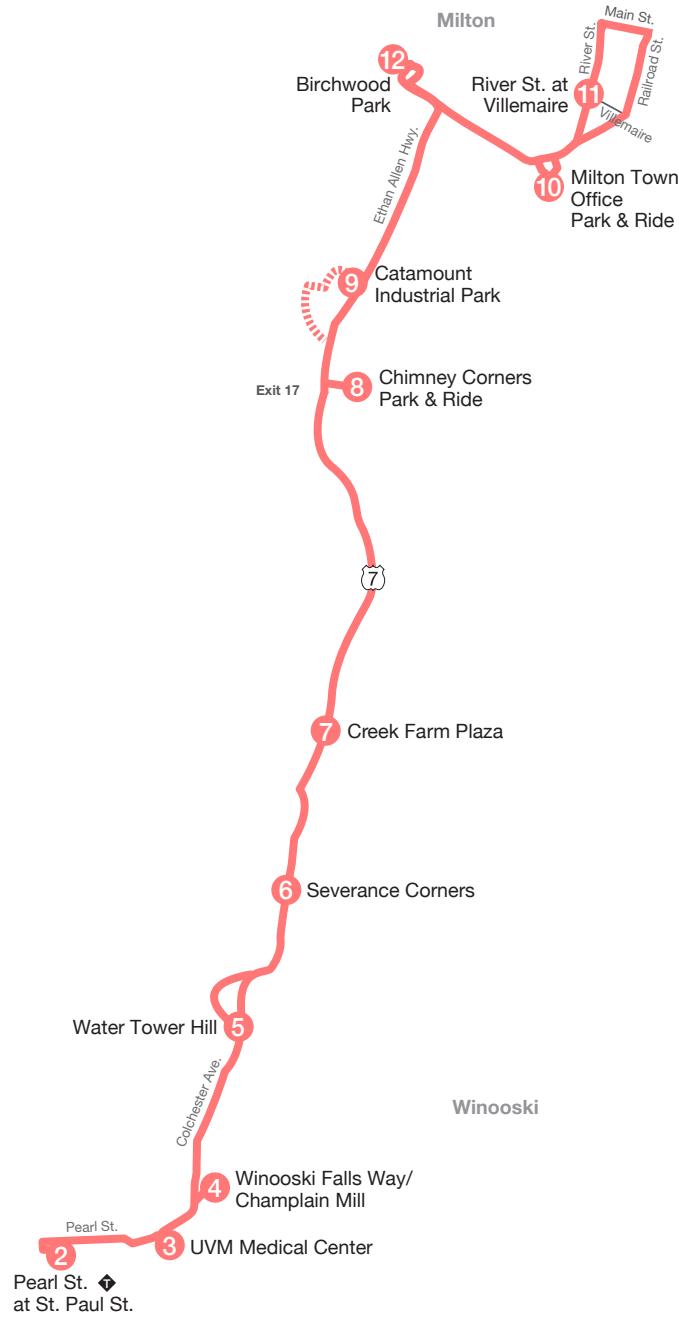 Milton
Main St.
River St.
Railroad St.
12
Birchwood
Park
River St. at
Villemaire
11
Villemaire
Ethan Allen Hwy.
10
Milton Town
Office
Park & Ride
9
Catamount
Industrial Park
Exit 17
8
Chimney Corners
Park & Ride
7
7
Creek Farm Plaza
6
Severance Corners
Water Tower Hill
5
Colchester Ave.
Winooski
4
Winooski Falls Way/
Champlain Mill
Pearl St.
3
UVM Medical Center
2
Pearl St. T
at St. Paul St.